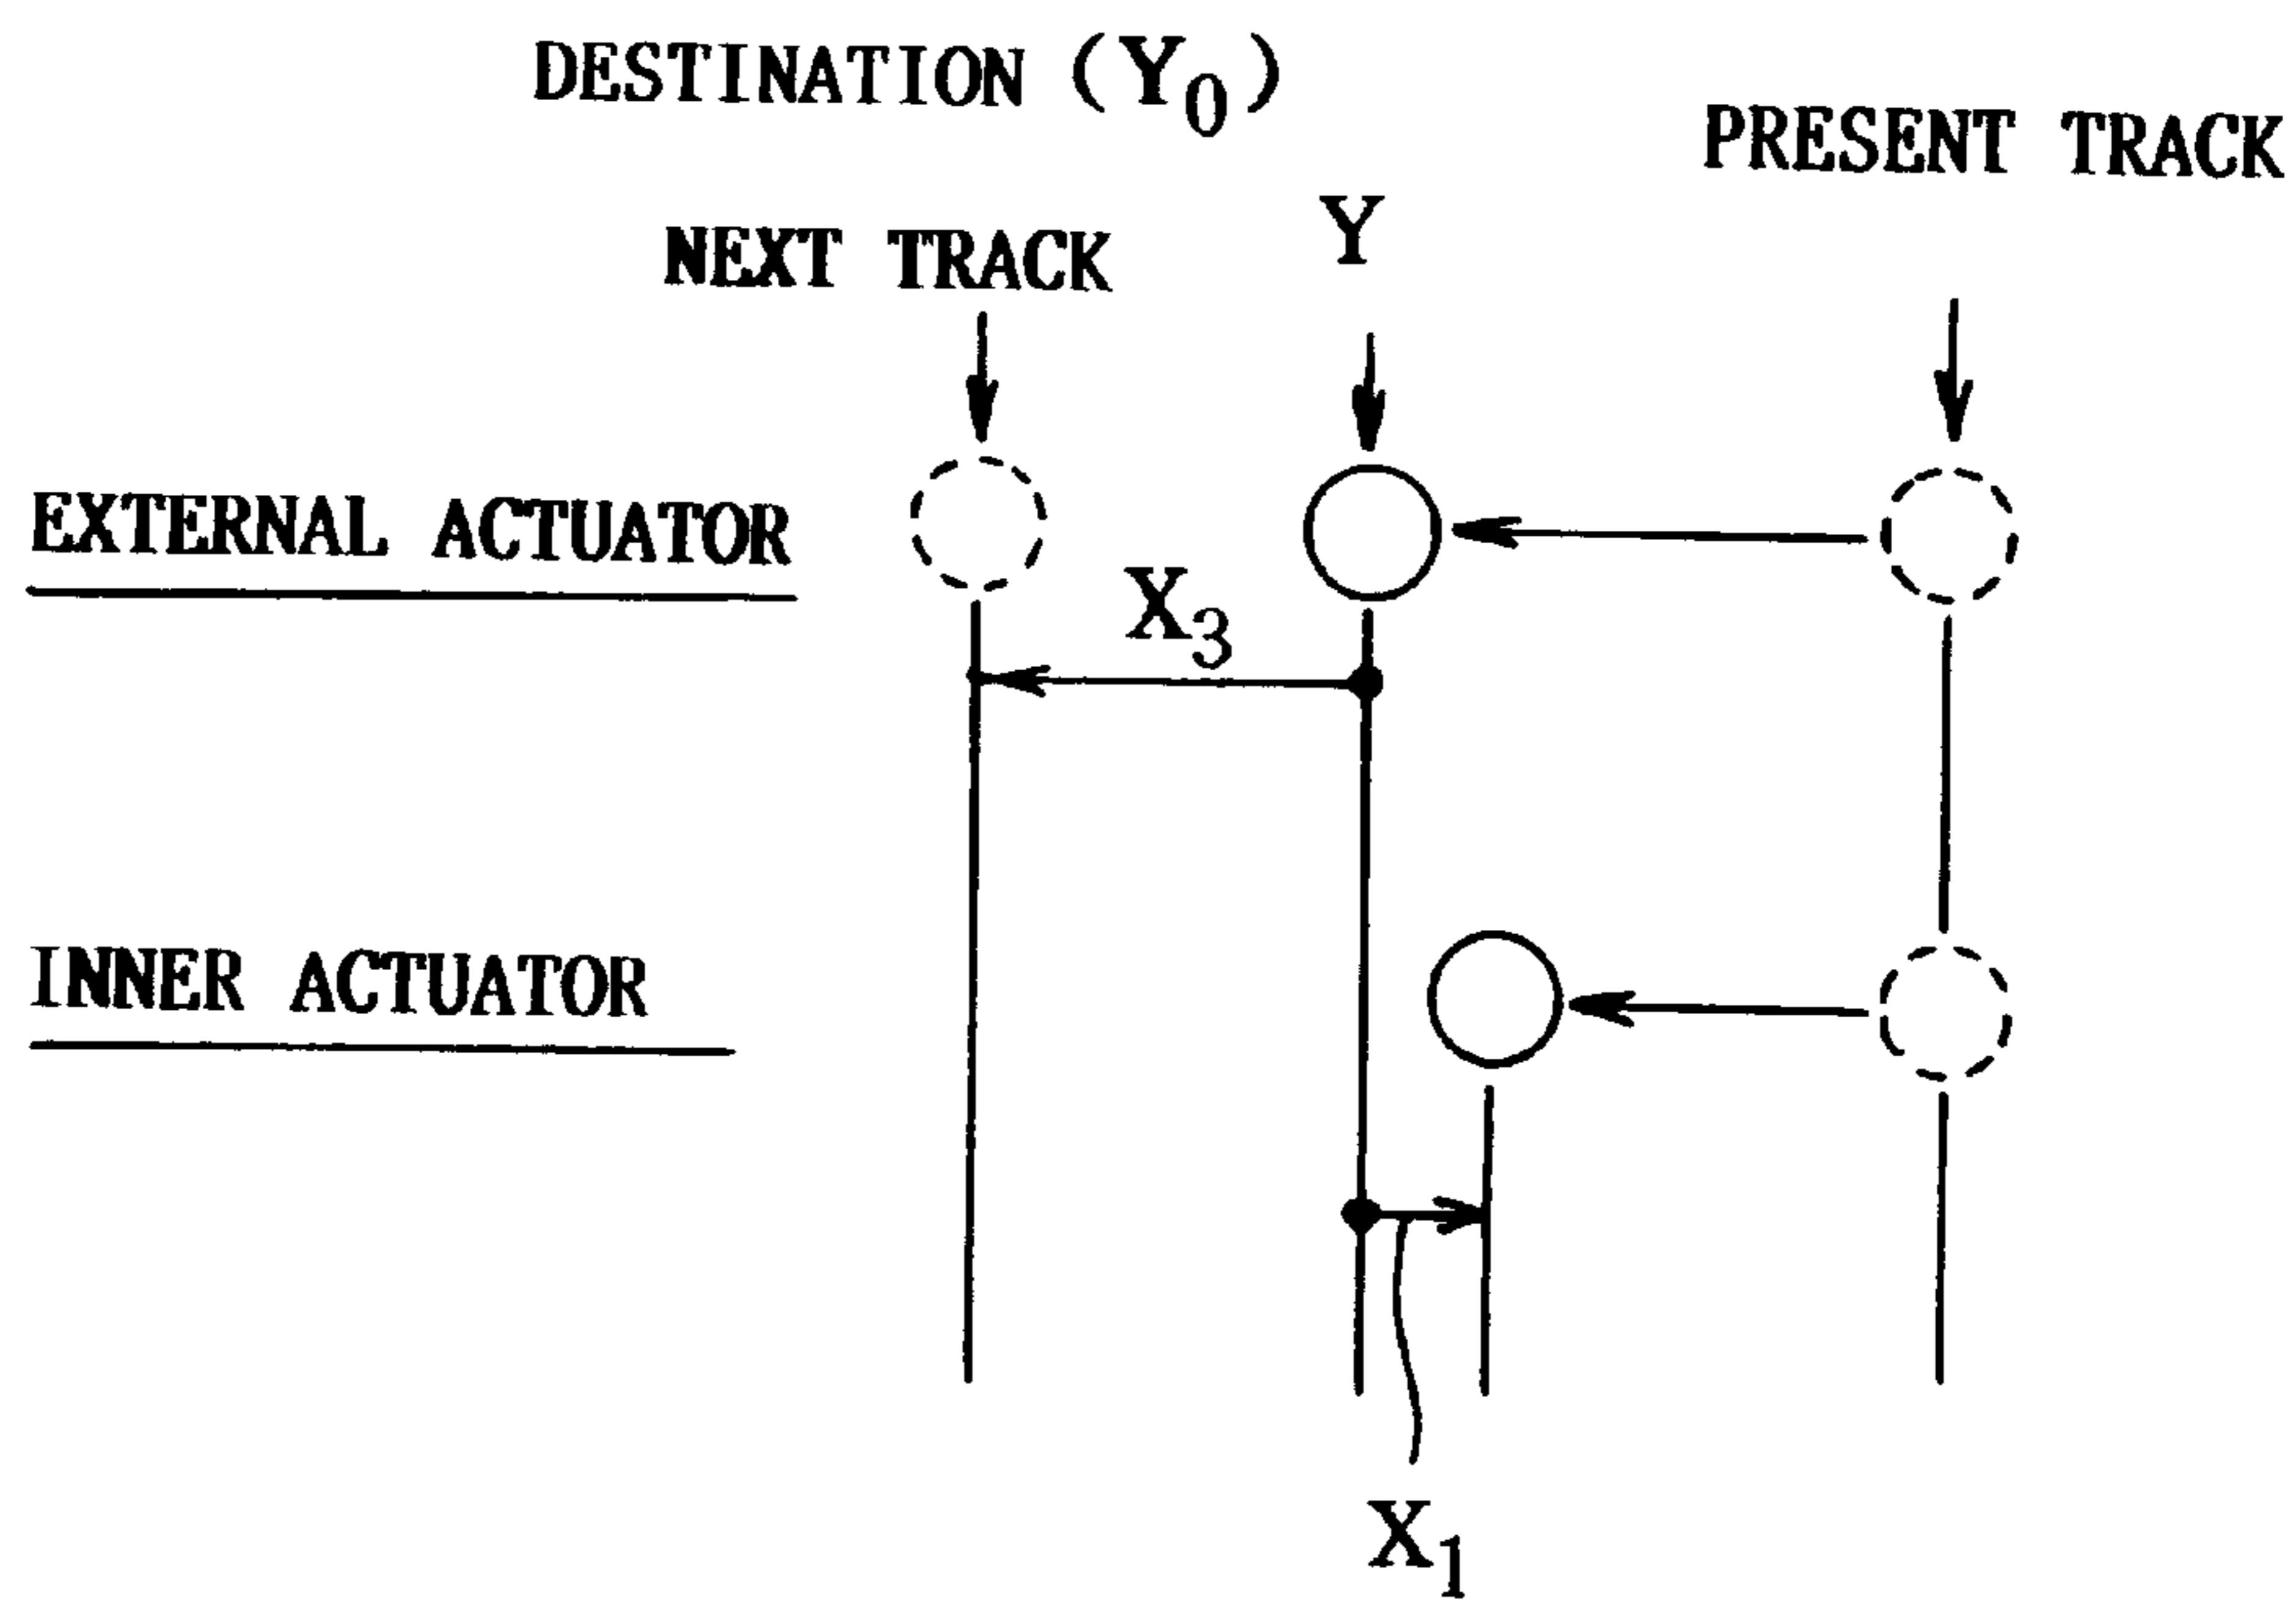 DESTINATION (Y₀)
PRESENT TRACK
NEXT TRACK
Y
EXTERNAL ACTUATOR
X₃
INNER ACTUATOR
X₁